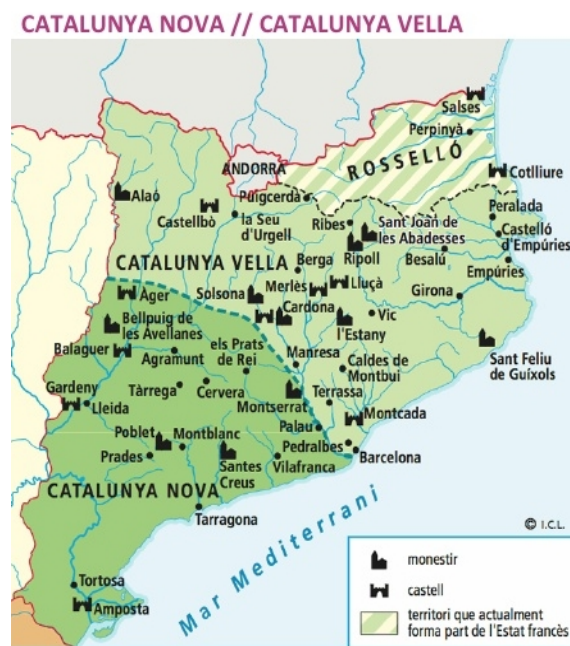 CATALUNYA NOVA // CATALUNYA VELLA
Salses
Perpinyà
ROSSELLÓ
ANDORRA
Cotlliure
Alaó
Puigcerdà
Castellbò
la Seu
d'Urgell
Ribes
Sant Joan de
les Abadesses
Peralada
Castelló
d'Empúries
Ripoll
Besalú
CATALUNYA VELLA
Berga
Empúries
Merlès
Lluçà
Girona
Àger
Solsona
Cardona
Vic
Bellpuig de
les Avellanes
l'Estany
els Prats
de Rei
Balaguer
Agramunt
Manresa
Caldes de
Montbui
Sant Feliu
de Guíxols
Gardeny
Tàrrega
Cervera
Terrassa
Lleida
Montserrat
Montcada
Palau
Poblet
Montblanc
Pedralbes
Prades
Santes
Creus
Vilafranca
Barcelona
CATALUNYA NOVA
Tarragona
Mar Mediterrani
© I.C.L.
monestir
Tortosa
castell
Amposta
territori que actualment
forma part de l'Estat francès